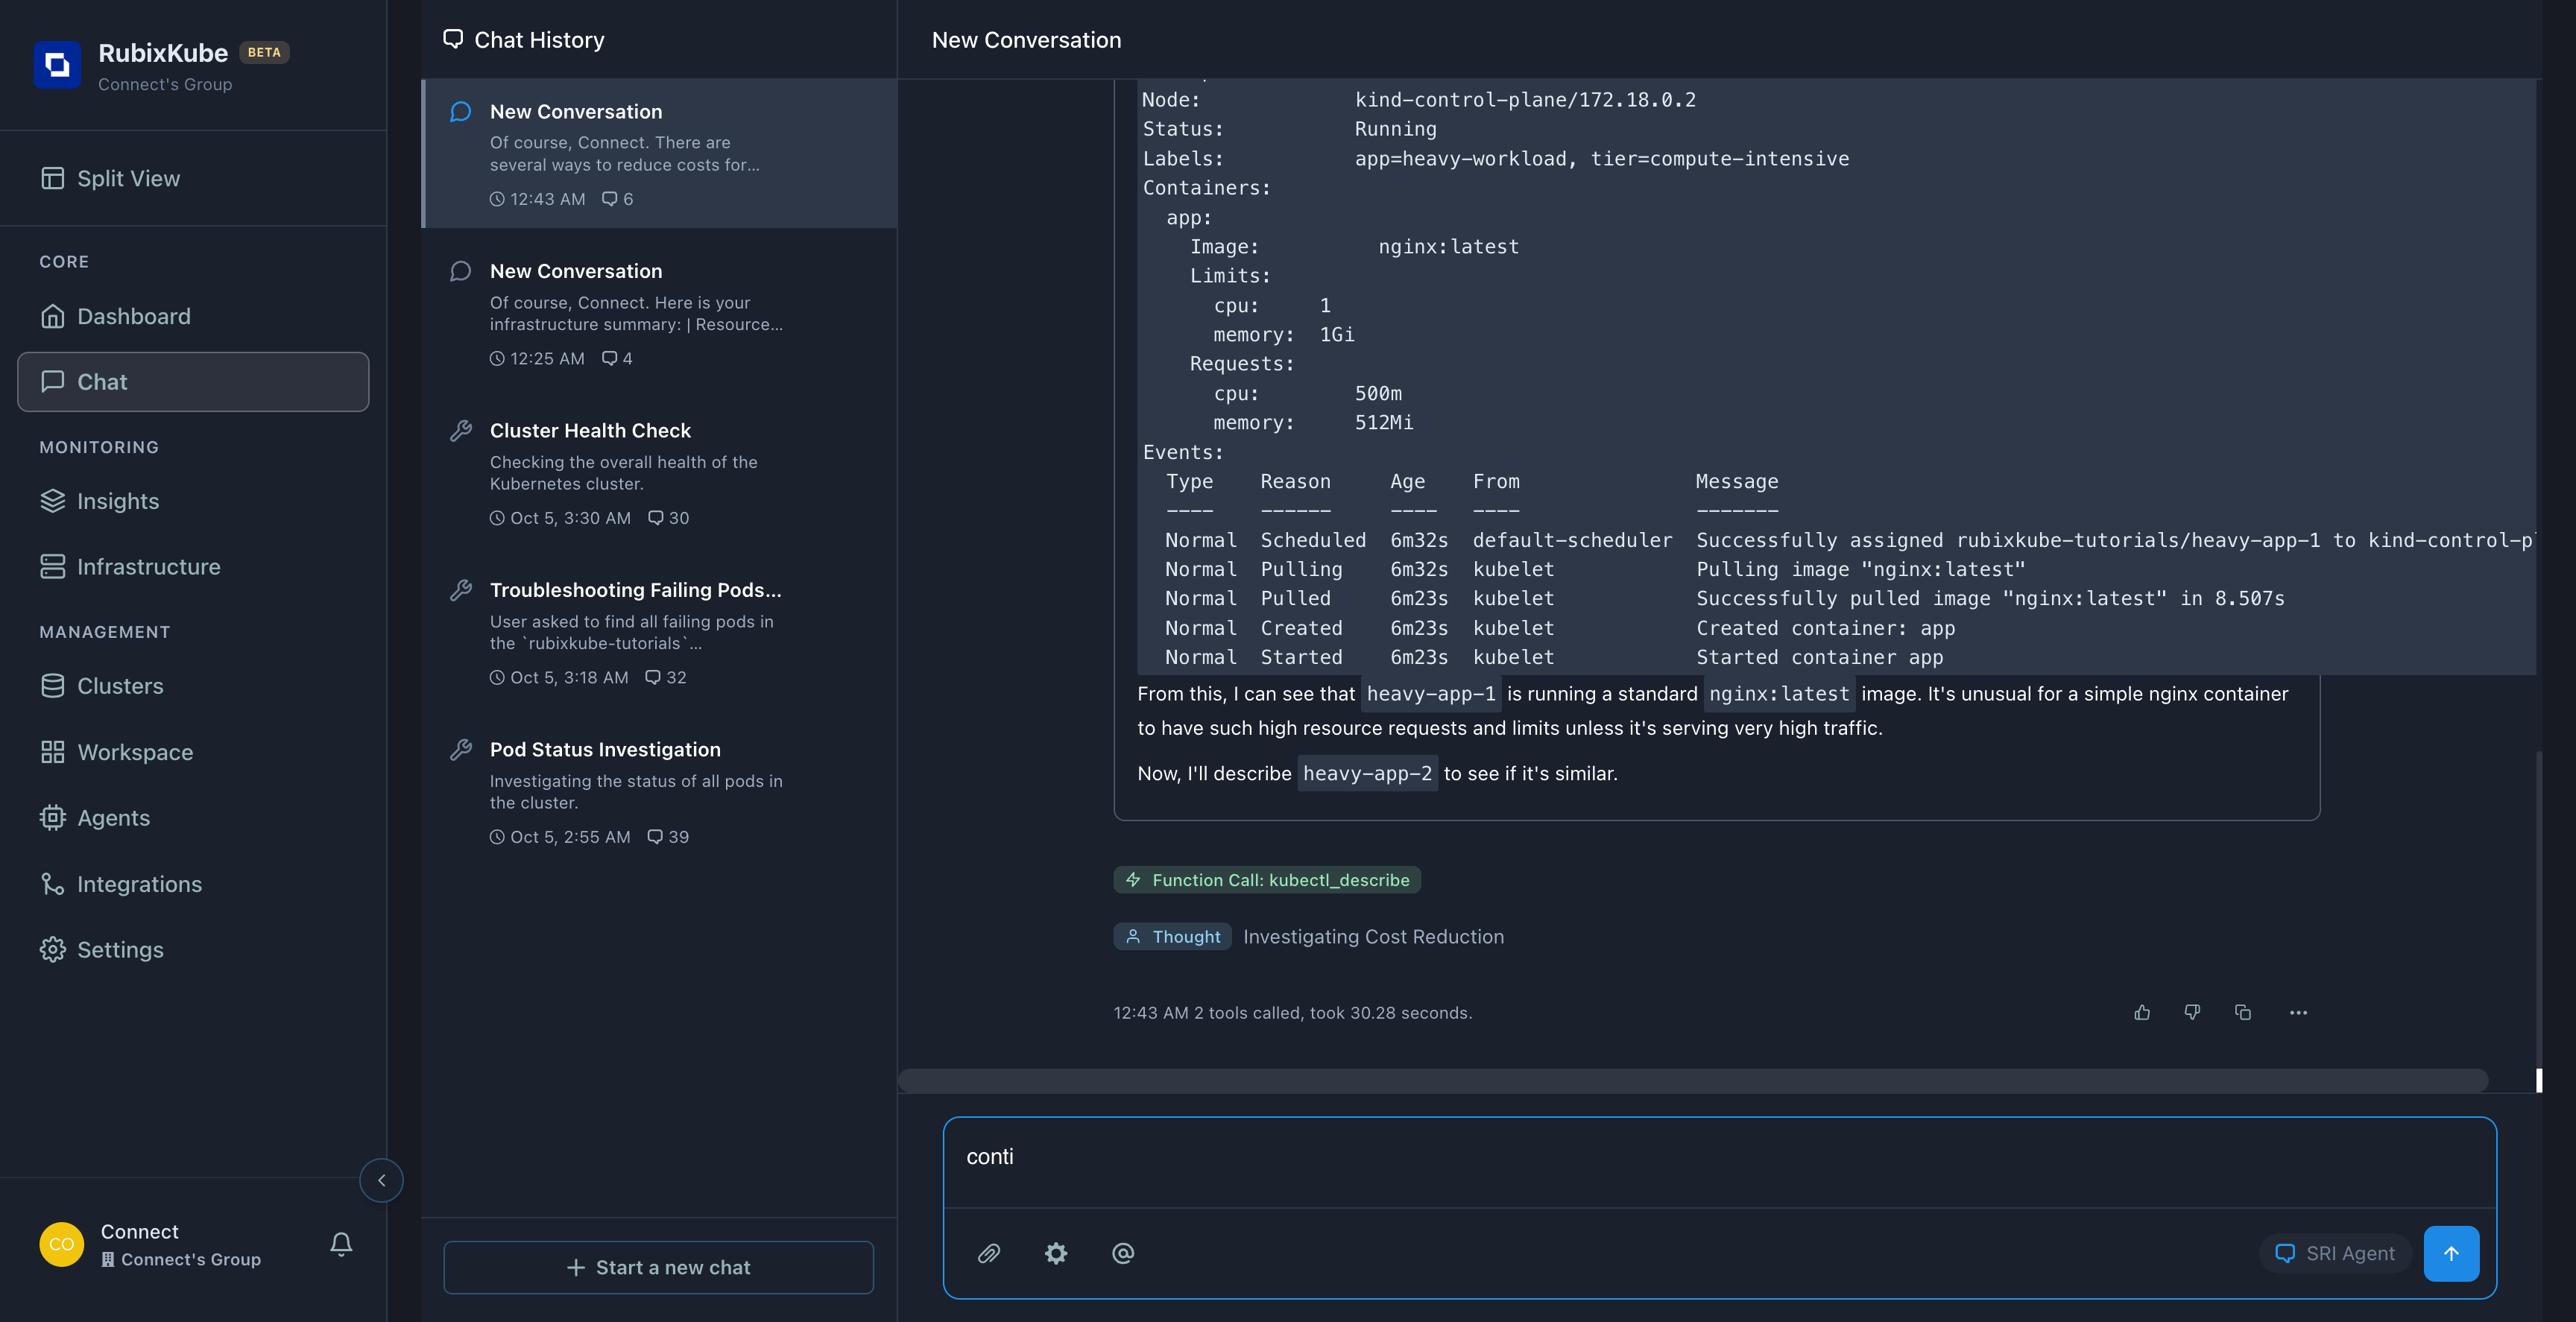 RubixKube BETA
Connect's Group
Split View
CORE
Dashboard
Chat
MONITORING
Insights
Infrastructure
MANAGEMENT
Clusters
Workspace
Agents
Integrations
Settings
CO
Connect
Connect's Group
Chat History
New Conversation
Of course, Connect. There are
several ways to reduce costs for...
12:43 AM 6
New Conversation
Of course, Connect. Here is your
infrastructure summary: | Resource...
12:25 AM 4
Cluster Health Check
Checking the overall health of the
Kubernetes cluster.
Oct 5, 3:30 AM 30
Troubleshooting Failing Pods...
User asked to find all failing pods in
the `rubixkube-tutorials`...
Oct 5, 3:18 AM 32
Pod Status Investigation
Investigating the status of all pods in
the cluster.
Oct 5, 2:55 AM 39
+ Start a new chat
New Conversation
Node: kind-control-plane/172.18.0.2
Status: Running
Labels: app=heavy-workload, tier=compute-intensive
Containers:
app:
Image: nginx:latest
Limits:
cpu: 1
memory: 1Gi
Requests:
cpu: 500m
memory: 512Mi
Events:
Type Reason Age From Message
---- ------ ---- ---- -------
Normal Scheduled 6m32s default-scheduler Successfully assigned rubixkube-tutorials/heavy-app-1 to kind-control-p
Normal Pulling 6m32s kubelet Pulling image "nginx:latest"
Normal Pulled 6m23s kubelet Successfully pulled image "nginx:latest" in 8.507s
Normal Created 6m23s kubelet Created container: app
Normal Started 6m23s kubelet Started container app
From this, I can see that heavy-app-1 is running a standard nginx:latest image. It's unusual for a simple nginx container
to have such high resource requests and limits unless it's serving very high traffic.
Now, I'll describe heavy-app-2 to see if it's similar.
Function Call: kubectl_describe
Thought Investigating Cost Reduction
12:43 AM 2 tools called, took 30.28 seconds.
conti
SRI Agent